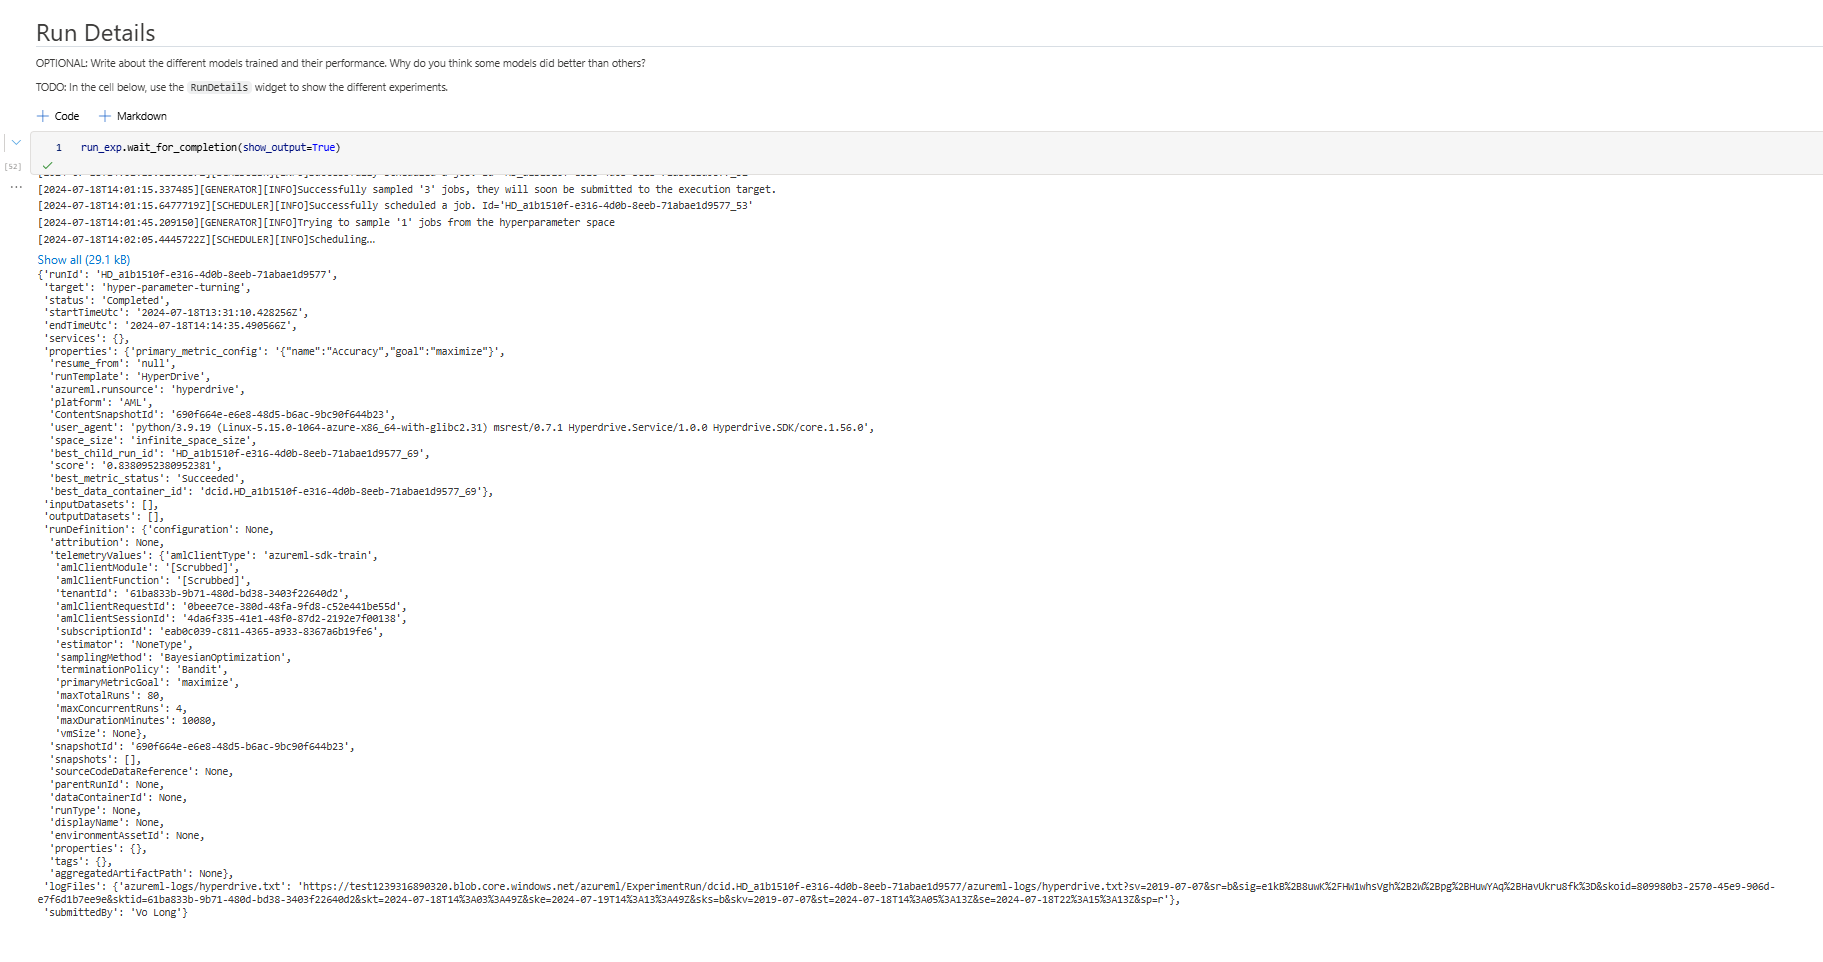 Run Details
OPTIONAL: Write about the different models trained and their performance. Why do you think some models did better than others?
TODO: In the cell below, use the RunDetails widget to show the different experiments.
+ Code + Markdown
1 run_exp.wait_for_completion(show_output=True)
[52]
[2024-07-18T14:01:15.337485][GENERATOR][INFO]Successfully sampled '3' jobs, they will soon be submitted to the execution target.
[2024-07-18T14:01:15.6477719Z][SCHEDULER][INFO]Successfully scheduled a job. Id='HD_a1b1510f-e316-4d0b-8eeb-71abae1d9577_53'
[2024-07-18T14:01:45.209150][GENERATOR][INFO]Trying to sample '1' jobs from the hyperparameter space
[2024-07-18T14:02:05.4445722Z][SCHEDULER][INFO]Scheduling...
Show all (29.1 kB)
{'runId': 'HD_a1b1510f-e316-4d0b-8eeb-71abae1d9577',
'target': 'hyper-parameter-turning',
'status': 'Completed',
'startTimeUtc': '2024-07-18T13:31:10.428256Z',
'endTimeUtc': '2024-07-18T14:14:35.490566Z',
'services': {},
'properties': {'primary_metric_config': '{"name":"Accuracy","goal":"maximize"}',
'resume_from': 'null',
'runTemplate': 'HyperDrive',
'azureml.runsource': 'hyperdrive',
'platform': 'AML',
'ContentSnapshotId': '690f664e-e6e8-48d5-b6ac-9bc90f644b23',
'user_agent': 'python/3.9.19 (Linux-5.15.0-1064-azure-x86_64-with-glibc2.31) msrest/0.7.1 Hyperdrive.Service/1.0.0 Hyperdrive.SDK/core.1.56.0',
'space_size': 'infinite_space_size',
'best_child_run_id': 'HD_a1b1510f-e316-4d0b-8eeb-71abae1d9577_69',
'score': '0.8380952380952381',
'best_metric_status': 'Succeeded',
'best_data_container_id': 'dcid.HD_a1b1510f-e316-4d0b-8eeb-71abae1d9577_69'},
'inputDatasets': [],
'outputDatasets': [],
'runDefinition': {'configuration': None,
'attribution': None,
'telemetryValues': {'amlClientType': 'azureml-sdk-train',
'amlClientModule': '[Scrubbed]',
'amlClientFunction': '[Scrubbed]',
'tenantId': '61ba833b-9b71-480d-bd38-3403f22640d2',
'amlClientRequestId': '0beee7ce-380d-48fa-9fd8-c52e441be55d',
'amlClientSessionId': '4da6f335-41e1-48f0-87d2-2192e7f00138',
'subscriptionId': 'eab0c039-c811-4365-a933-8367a6b19fe6',
'estimator': 'NoneType',
'samplingMethod': 'BayesianOptimization',
'terminationPolicy': 'Bandit',
'primaryMetricGoal': 'maximize',
'maxTotalRuns': 80,
'maxConcurrentRuns': 4,
'maxDurationMinutes': 10080,
'vmSize': None},
'snapshotId': '690f664e-e6e8-48d5-b6ac-9bc90f644b23',
'snapshots': [],
'sourceCodeDataReference': None,
'parentRunId': None,
'dataContainerId': None,
'runType': None,
'displayName': None,
'environmentAssetId': None,
'properties': {},
'tags': {},
'aggregatedArtifactPath': None},
'logFiles': {'azureml-logs/hyperdrive.txt': 'https://test1239316890320.blob.core.windows.net/azureml/ExperimentRun/dcid.HD_a1b1510f-e316-4d0b-8eeb-71abae1d9577/azureml-logs/hyperdrive.txt?sv=2019-07-07&sr=b&sig=e1kB%2B8uwK%2FHW1whsVgh%2B2W%2Bpg%2BHuwYAq%2BHavUkru8fk%3D&skoid=809980b3-2570-45e9-906d-
e7f6d1b7ee9e&sktid=61ba833b-9b71-480d-bd38-3403f22640d2&skt=2024-07-18T14%3A03%3A49Z&ske=2024-07-19T14%3A13%3A49Z&sks=b&skv=2019-07-07&st=2024-07-18T14%3A05%3A13Z&se=2024-07-18T22%3A15%3A13Z&sp=r'},
'submittedBy': 'Vo Long'}